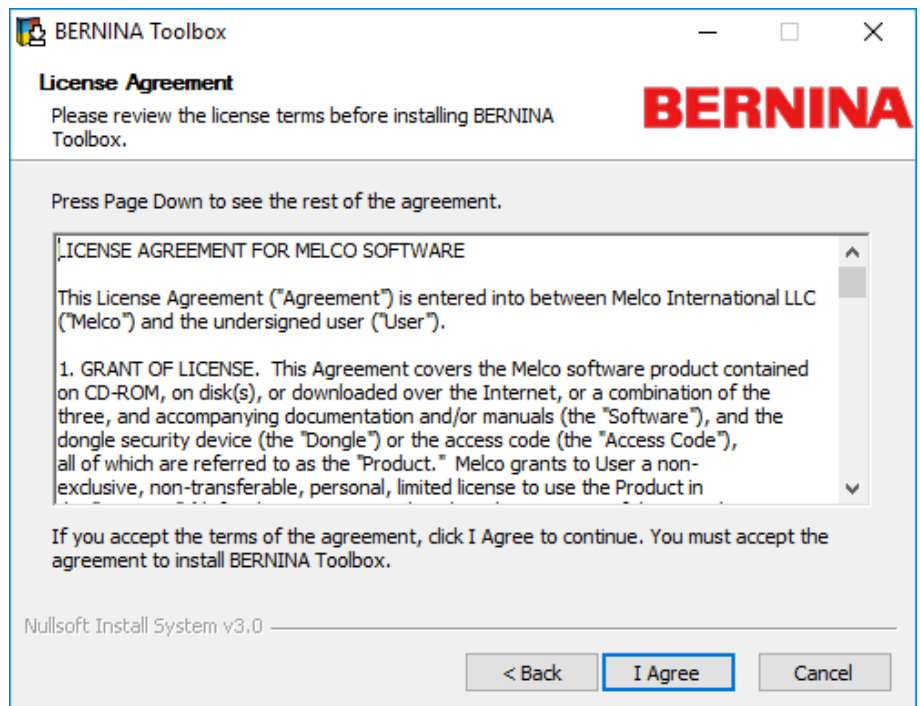 BERNINA Toolbox
License Agreement
Please review the license terms before installing BERNINA
Toolbox.
BERNINA
Press Page Down to see the rest of the agreement.
LICENSE AGREEMENT FOR MELCO SOFTWARE
This License Agreement ("Agreement") is entered into between Melco International LLC
("Melco") and the undersigned user ("User").
1. GRANT OF LICENSE.  This Agreement covers the Melco software product contained
on CD-ROM, on disk(s), or downloaded over the Internet, or a combination of the
three, and accompanying documentation and/or manuals (the "Software"), and the
dongle security device (the "Dongle") or the access code (the "Access Code"),
all of which are referred to as the "Product."  Melco grants to User a non-
exclusive, non-transferable, personal, limited license to use the Product in
If you accept the terms of the agreement, click I Agree to continue. You must accept the
agreement to install BERNINA Toolbox.
Nullsoft Install System v3.0
< Back
I Agree
Cancel